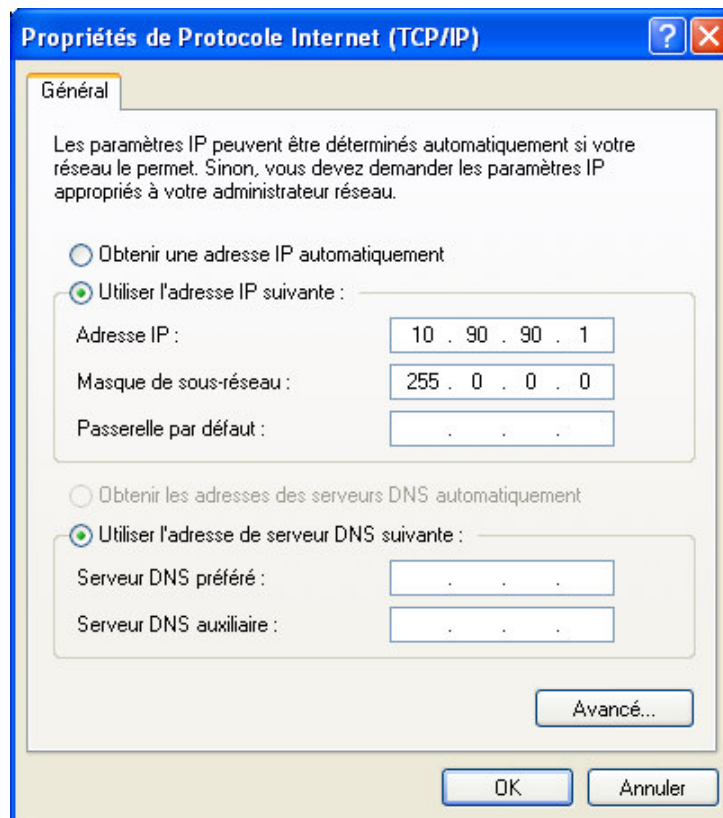 Propriétés de Protocole Internet (TCP/IP)
Général
Les paramètres IP peuvent être déterminés automatiquement si votre
réseau le permet. Sinon, vous devez demander les paramètres IP
appropriés à votre administrateur réseau.
Obtenir une adresse IP automatiquement
Utiliser l'adresse IP suivante :
Adresse IP : 10 . 90 . 90 . 1
Masque de sous-réseau : 255 . 0 . 0 . 0
Passerelle par défaut : . . .
Obtenir les adresses des serveurs DNS automatiquement
Utiliser l'adresse de serveur DNS suivante :
Serveur DNS préféré : . . .
Serveur DNS auxiliaire : . . .
Avancé...
OK Annuler